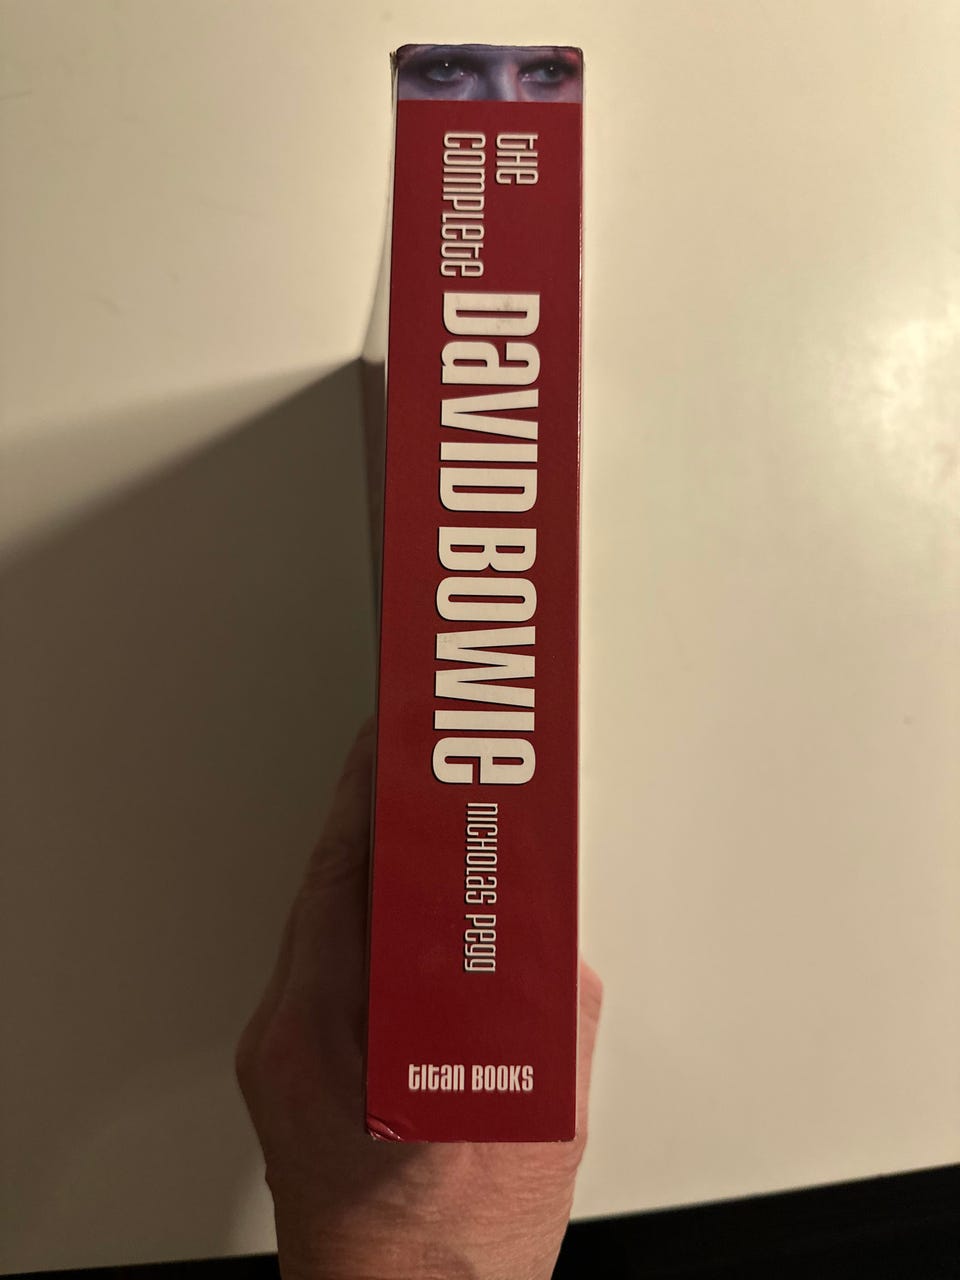 the
complete
David Bowie
nicholas pegg
titan BOOKS